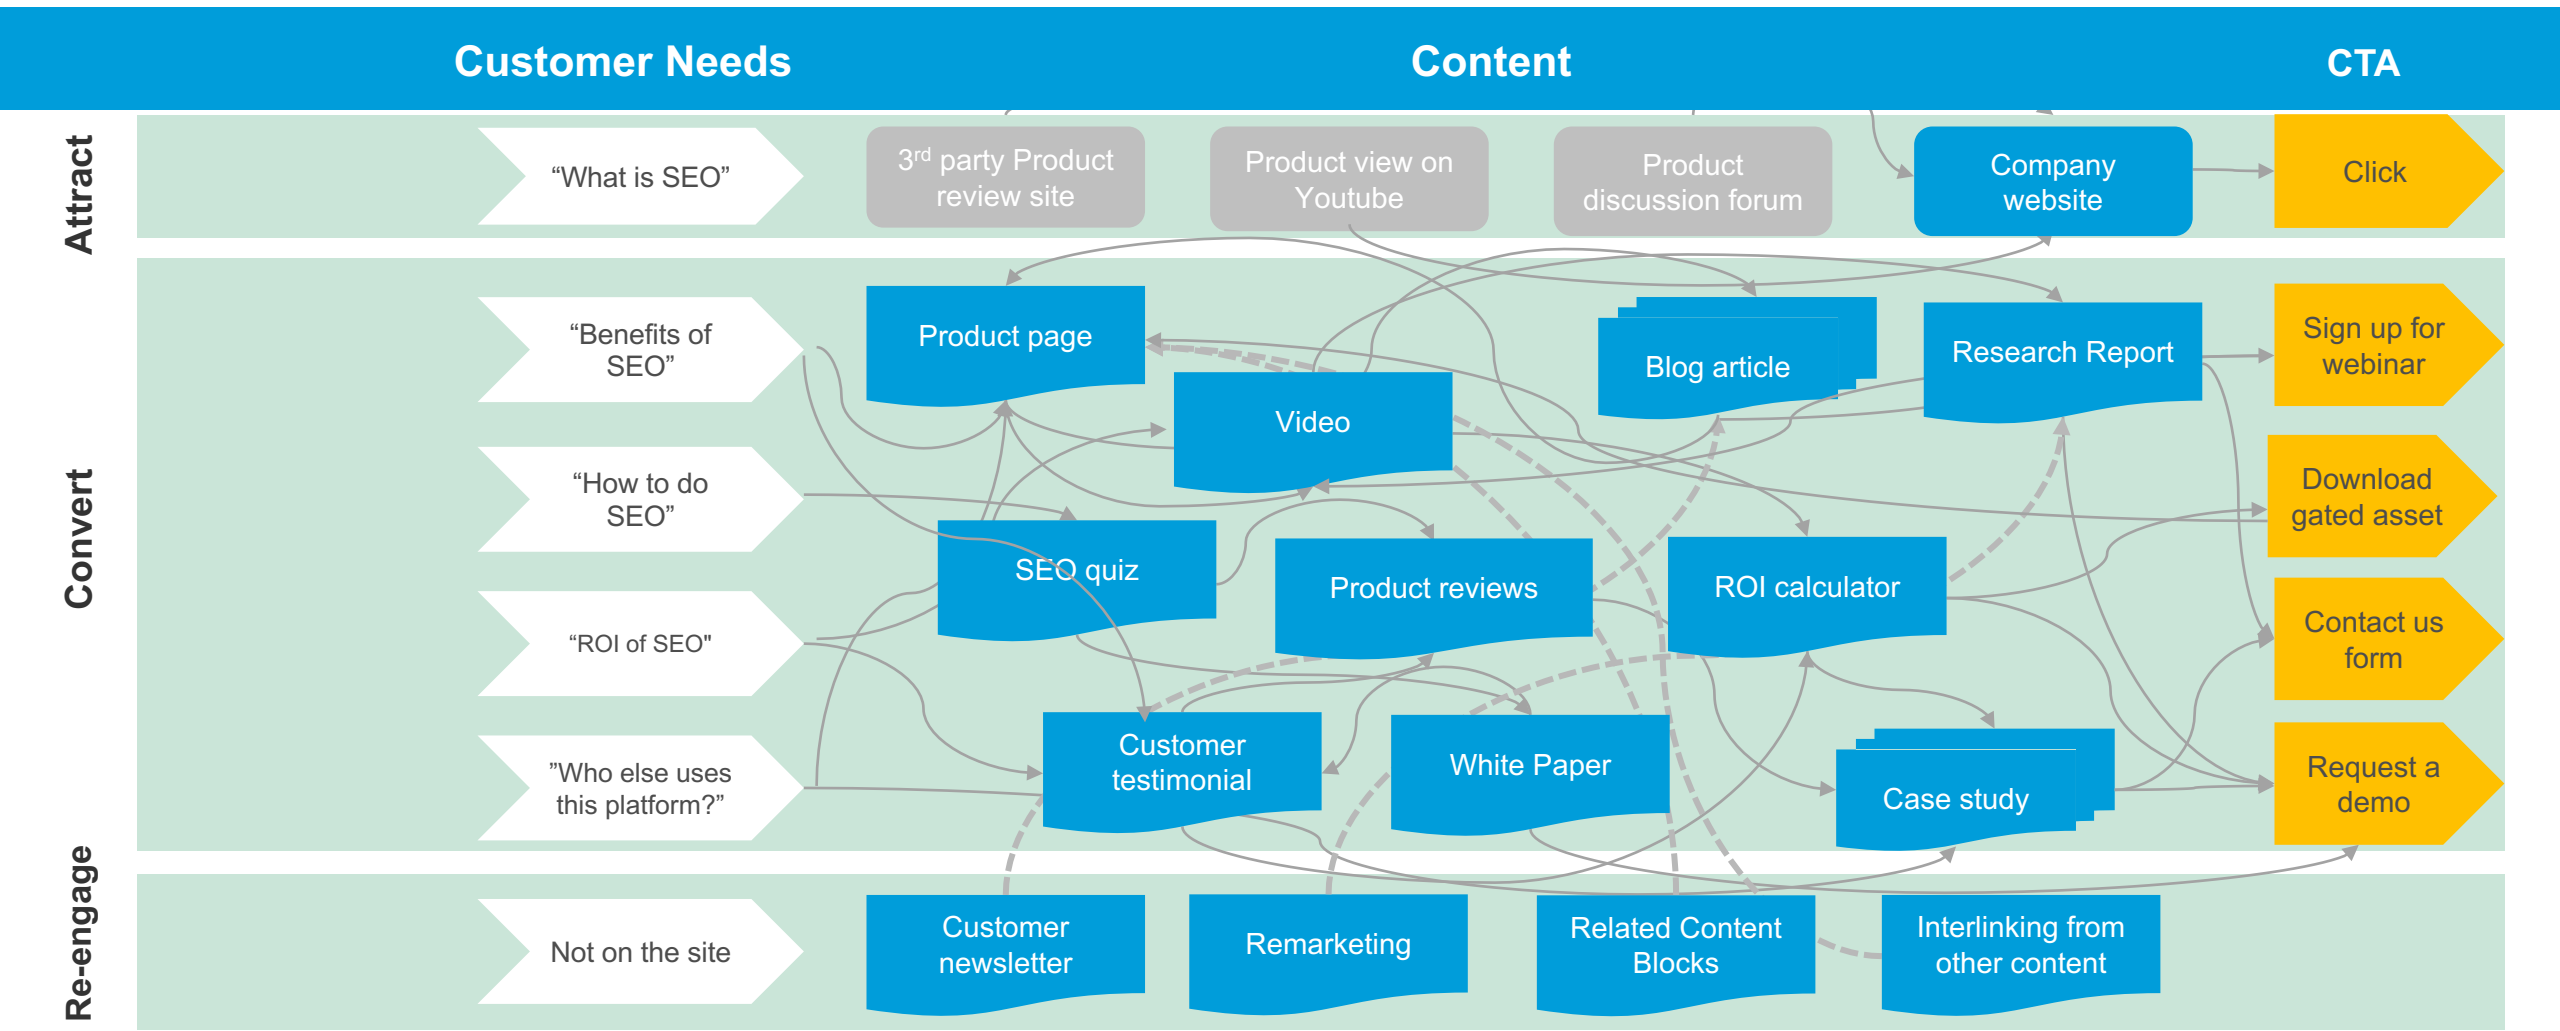 Customer Needs
Content
CTA
Attract
“What is SEO”
3rd party Product
review site
Product view on
Youtube
Product
discussion forum
Company
website
Click
Convert
“Benefits of
SEO”
Product page
Video
Blog article
Research Report
Sign up for
webinar
“How to do
SEO”
SEO quiz
Product reviews
ROI calculator
Download
gated asset
“ROI of SEO"
Contact us
form
”Who else uses
this platform?”
Customer
testimonial
White Paper
Case study
Request a
demo
Re-engage
Not on the site
Customer
newsletter
Remarketing
Related Content
Blocks
Interlinking from
other content